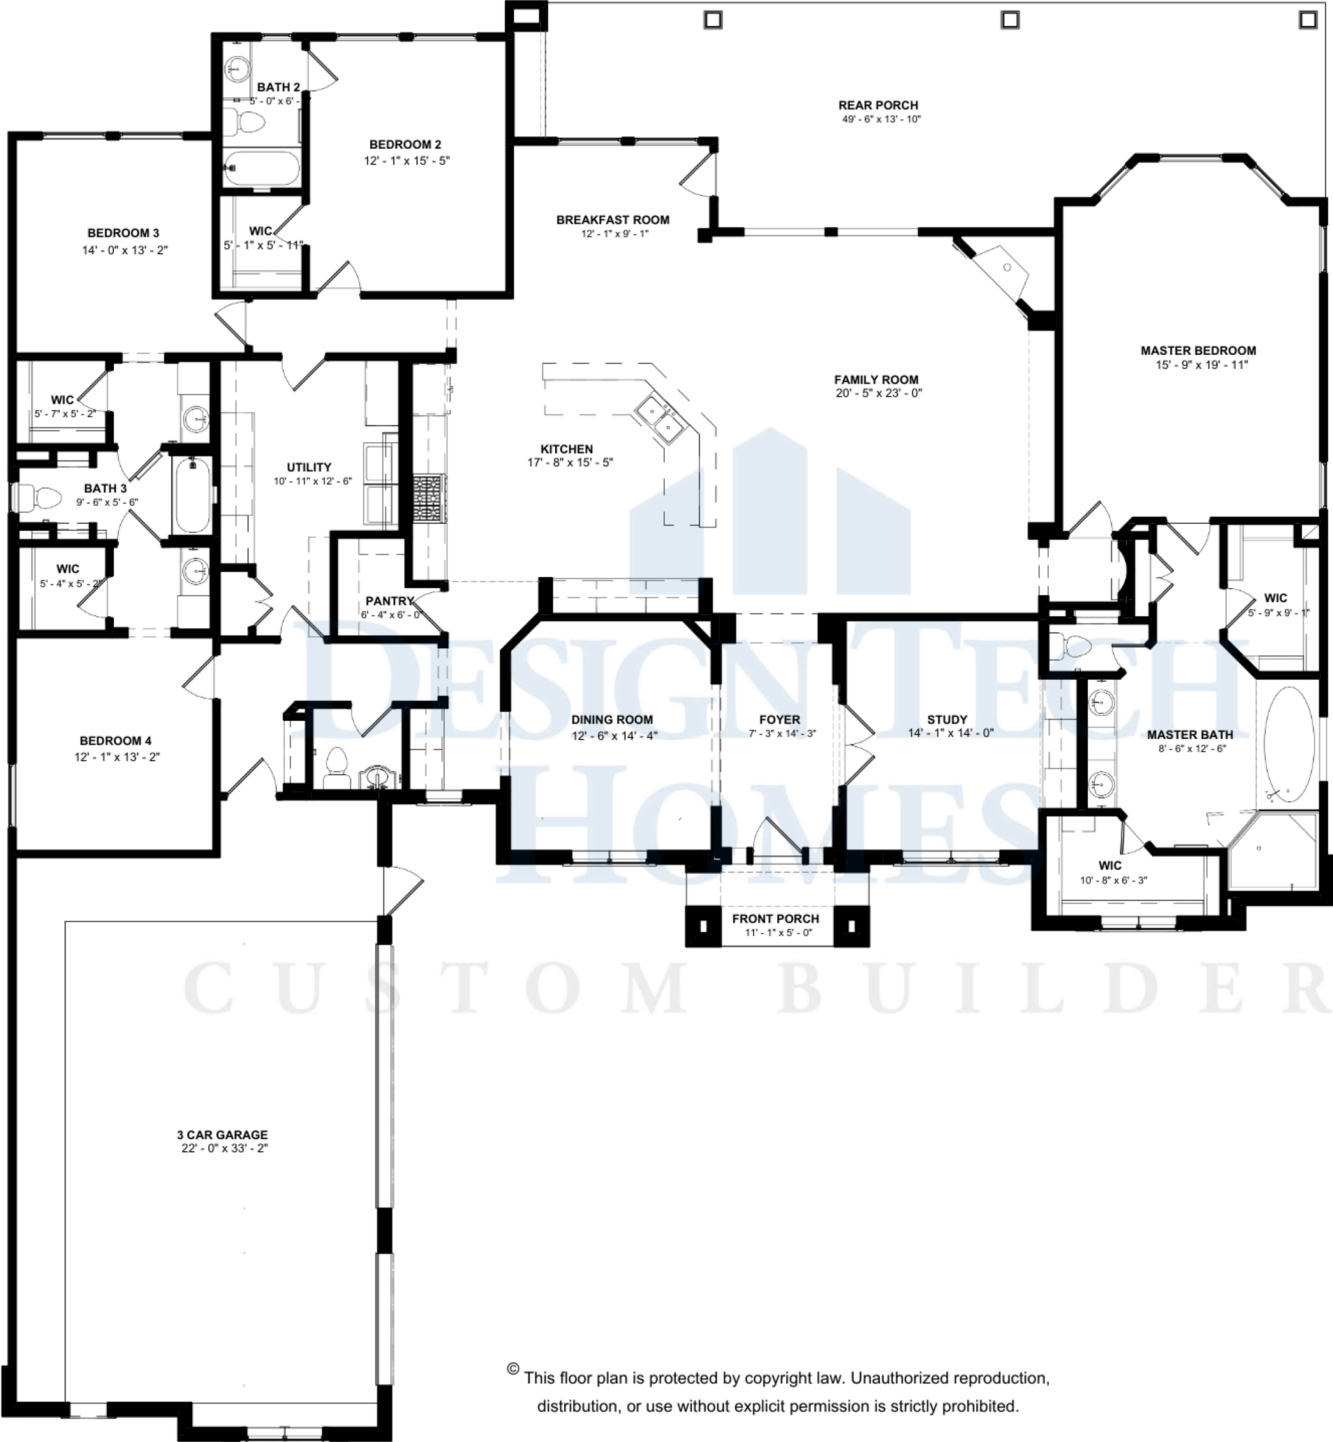 REAR PORCH
49' - 6" x 13' - 10"
BATH 2
5' - 0" x 6' -
BEDROOM 2
12' - 1" x 15' - 5"
BEDROOM 3
14' - 0" x 13' - 2"
WIC
5' - 1" x 5' - 11"
BREAKFAST ROOM
12' - 1" x 9' - 1"
MASTER BEDROOM
15' - 9" x 19' - 11"
FAMILY ROOM
20' - 5" x 23' - 0"
WIC
5' - 7" x 5' - 2"
KITCHEN
17' - 8" x 15' - 5"
UTILITY
10' - 11" x 12' - 6"
BATH 3
9' - 6" x 5' - 6"
WIC
5' - 4" x 5' - 2"
PANTRY
6' - 4" x 6' - 0"
WIC
5' - 9" x 9' - 1"
DESIGNTECH
HOMES
CUSTOM BUILDER
DINING ROOM
12' - 6" x 14' - 4"
FOYER
7' - 3" x 14' - 3"
STUDY
14' - 1" x 14' - 0"
MASTER BATH
8' - 6" x 12' - 6"
BEDROOM 4
12' - 1" x 13' - 2"
WIC
10' - 8" x 6' - 3"
FRONT PORCH
11' - 1" x 5' - 0"
3 CAR GARAGE
22' - 0" x 33' - 2"
© This floor plan is protected by copyright law. Unauthorized reproduction,
distribution, or use without explicit permission is strictly prohibited.